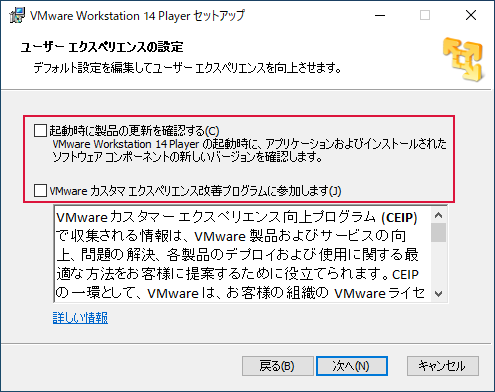 VMware Workstation 14 Player セットアップ
ユーザー エクスペリエンスの設定
デフォルト設定を編集してユーザー エクスペリエンスを向上させます。
起動時に製品の更新を確認する(C)
VMware Workstation 14 Player の起動時に、アプリケーションおよびインストールされた
ソフトウェア コンポーネントの新しいバージョンを確認します。
VMware カスタマ エクスペリエンス改善プログラムに参加します(J)
VMware カスタマー エクスペリエンス向上プログラム (CEIP)
で収集される情報は、VMware 製品およびサービスの向
上、問題の解決、各製品のデプロイおよび使用に関する最
適な方法をお客様に提案するために役立てられます。CEIP
の一環として、VMware は、お客様の組織の VMware ライセ
詳しい情報
戻る(B)
次へ(N)
キャンセル